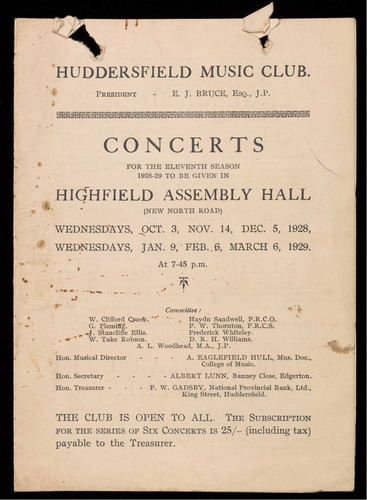 HUDDERSFIELD MUSIC CLUB.
PRESIDENT - E. J. BRUCE, ESQ., J.P.
CONCERTS
FOR THE ELEVENTH SEASON
1928-29 TO BE GIVEN IN
HIGHFIELD ASSEMBLY HALL
(NEW NORTH ROAD)
WEDNESDAYS, OCT. 3, NOV. 14, DEC. 5, 1928,
WEDNESDAYS, JAN. 9, FEB. 6, MARCH 6, 1929.
At 7-45 p.m.
Committee :
W. Clifford Crook. Haydn Sandwell, F.R.C.O.
G. Fleming. F. W. Thornton, F.R.C.S.
J. Stancliffe Ellis. Frederick Whiteley.
W. Tuke Robson. D. R. H. Williams.
A. L. Woodhead, M.A., J.P.
Hon. Musical Director - - - A. EAGLEFIELD HULL, Mus. Doc.,
College of Music.
Hon. Secretary - - - - - - ALBERT LUNN, Banney Close, Edgerton.
Hon. Treasurer - - - - F. W. GADSBY, National Provincial Bank, Ltd.,
King Street, Huddersfield.
THE CLUB IS OPEN TO ALL. THE SUBSCRIPTION
FOR THE SERIES OF SIX CONCERTS IS 25/- (including tax)
payable to the Treasurer.